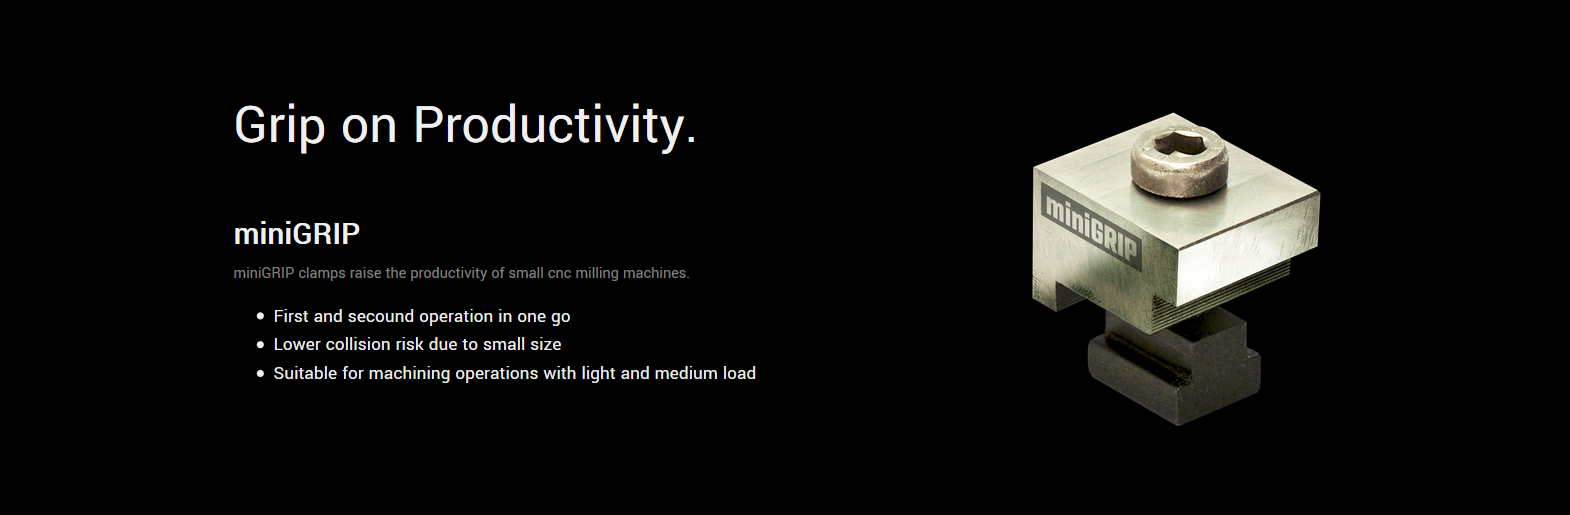 Grip on Productivity.
miniGRIP
miniGRIP clamps raise the productivity of small cnc milling machines.
First and secound operation in one go
Lower collision risk due to small size
Suitable for machining operations with light and medium load
miniGRIP